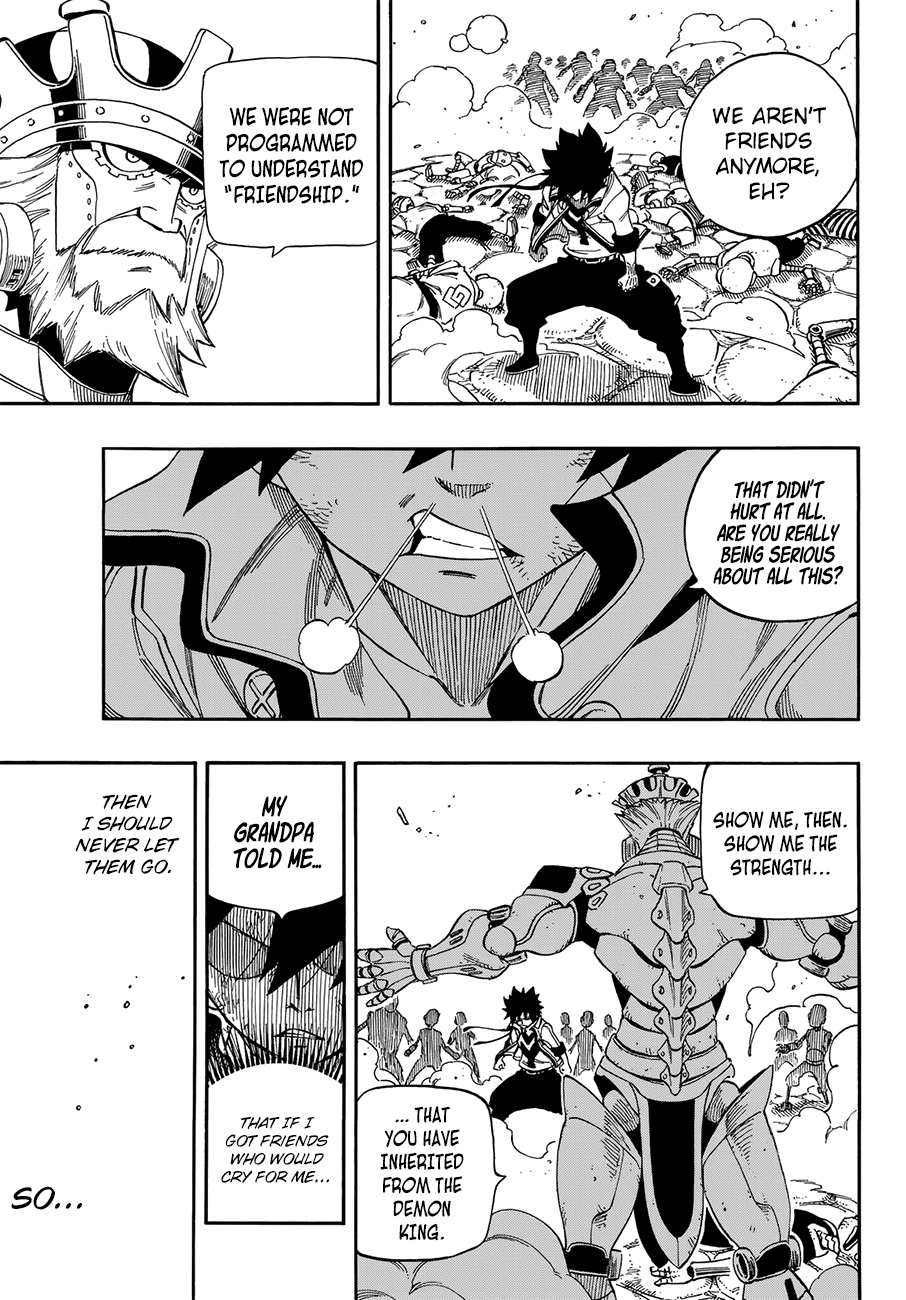 WE AREN'T
FRIENDS
ANYMORE,
EH?
WE WERE NOT
PROGRAMMED
TO UNDERSTAND
"FRIENDSHIP."
THAT DIDN'T
HURT AT ALL.
ARE YOU REALLY
BEING SERIOUS
ABOUT ALL THIS?
SHOW ME, THEN.
SHOW ME THE
STRENGTH...
... THAT
YOU HAVE
INHERITED
FROM THE
DEMON
KING.
MY
GRANDPA
TOLD ME...
THAT IF I
GOT FRIENDS
WHO WOULD
CRY FOR ME...
THEN
I SHOULD
NEVER LET
THEM GO.
SO...